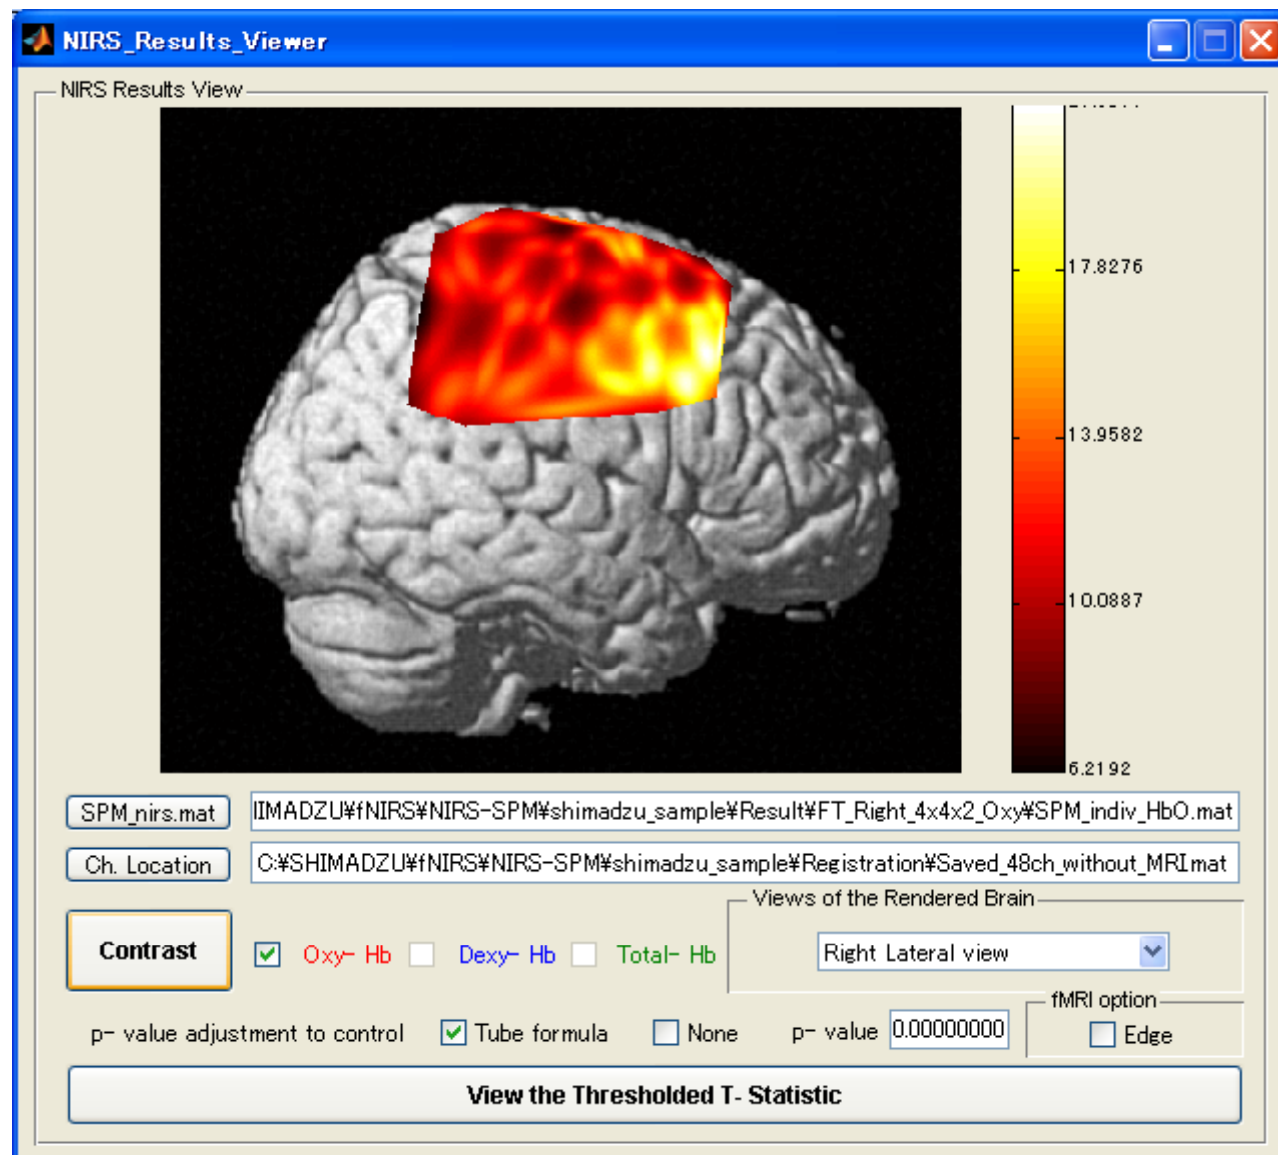 NIRS_Results_Viewer
NIRS Results View
17.8276
13.9582
10.0887
6.2192
SPM_nirs.mat
IIMADZU¥fNIRS¥NIRS-SPM¥shimadzu_sample¥Result¥FT_Right_4x4x2_Oxy¥SPM_indiv_HbO.mat
Ch. Location
C:¥SHIMADZU¥fNIRS¥NIRS-SPM¥shimadzu_sample¥Registration¥Saved_48ch_without_MRI.mat
Views of the Rendered Brain
Contrast
Oxy- Hb Dexy- Hb Total- Hb
Right Lateral view
fMRI option
p- value adjustment to control Tube formula None p- value 0.00000000
Edge
View the Thresholded T- Statistic